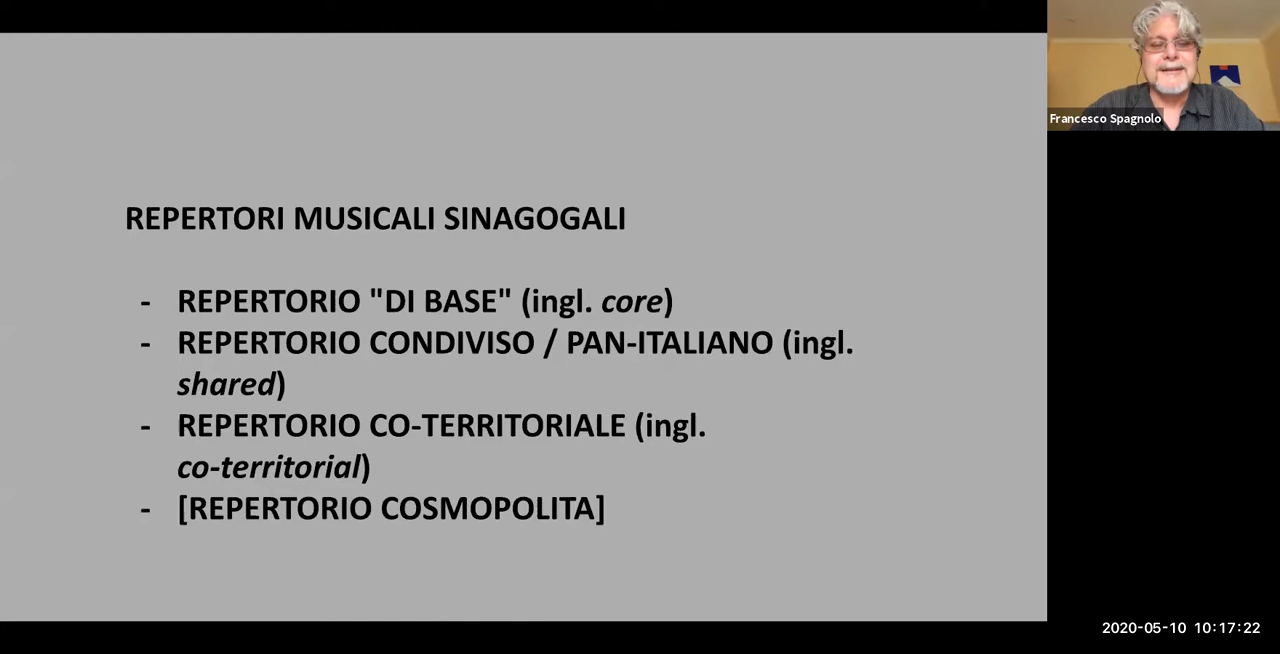 REPERTORI MUSICALI SINAGOGALI
- REPERTORIO "DI BASE" (ingl. core)
- REPERTORIO CONDIVISO / PAN-ITALIANO (ingl.
shared)
- REPERTORIO CO-TERRITORIALE (ingl.
co-territorial)
- [REPERTORIO COSMOPOLITA]
Francesco Spagnolo
2020-05-10 10:17:22